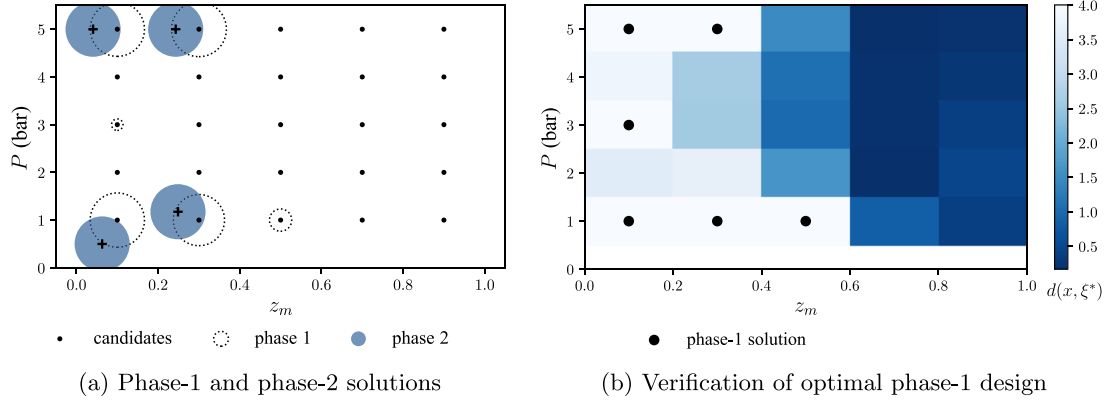 5
4
3
2
1
0
P (bar)
0.0 0.2 0.4 0.6 0.8 1.0
z_m
candidates phase 1 phase 2
(a) Phase-1 and phase-2 solutions
5
4
3
2
1
0
P (bar)
0.0 0.2 0.4 0.6 0.8 1.0
z_m
4.0
3.5
3.0
2.5
2.0
1.5
1.0
0.5
d(x, ξ*)
phase-1 solution
(b) Verification of optimal phase-1 design